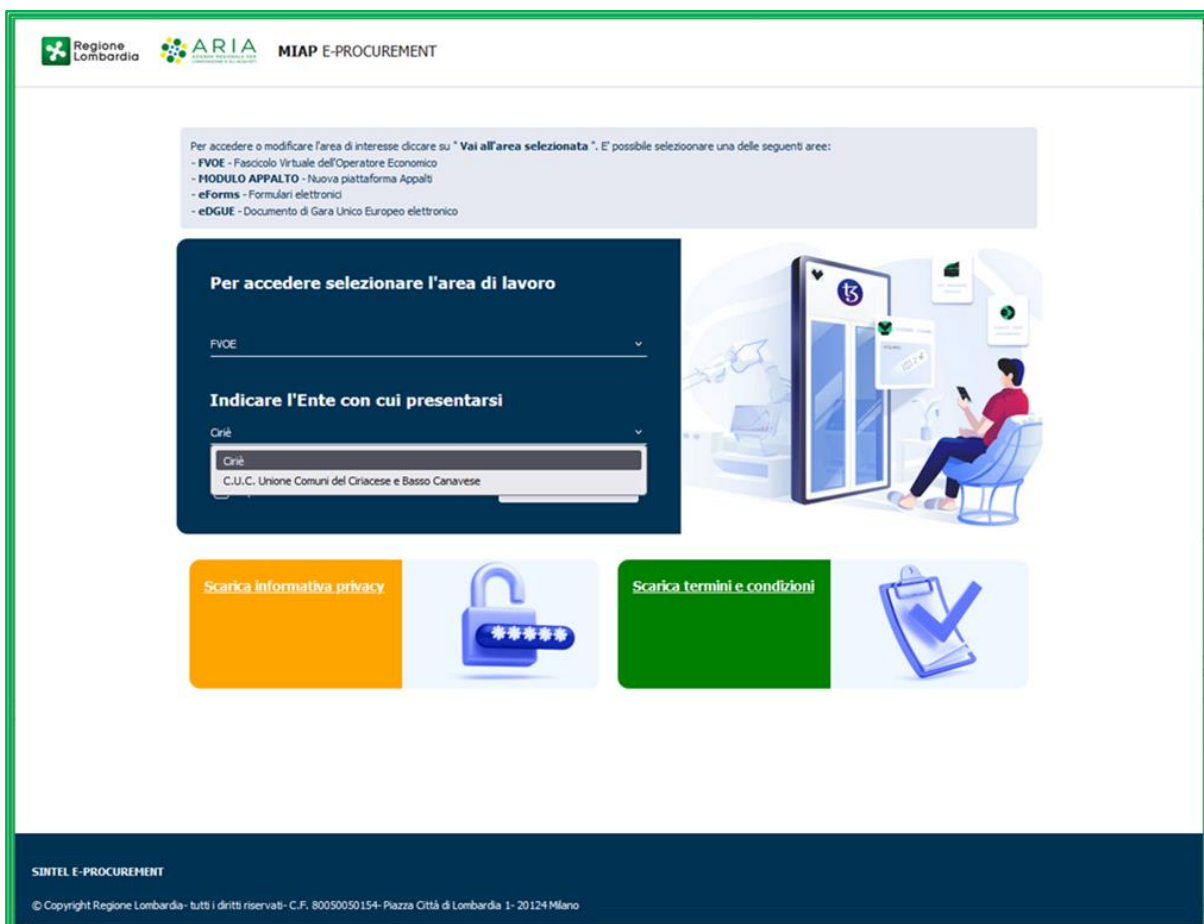 Regione
Lombardia
ARIA
MIAP E-PROCUREMENT
Per accedere o modificare l'area di interesse cliccare su " Vai all'area selezionata ". E' possibile selezioonare una delle seguenti aree:
- FVOE - Fascicolo Virtuale dell'Operatore Economico
- MODULO APPALTO - Nuova piattaforma Appalti
- eForms - Formulari elettronici
- eDGUE - Documento di Gara Unico Europeo elettronico
Per accedere selezionare l'area di lavoro
FVOE
Indicare l'Ente con cui presentarsi
Ciriè
Ciriè
C.U.C. Unione Comuni del Ciriacese e Basso Canavese
Scarica informativa privacy
*****
Scarica termini e condizioni
SINTEL E-PROCUREMENT
© Copyright Regione Lombardia- tutti i diritti riservati- C.F. 80050050154- Piazza Città di Lombardia 1- 20124 Milano